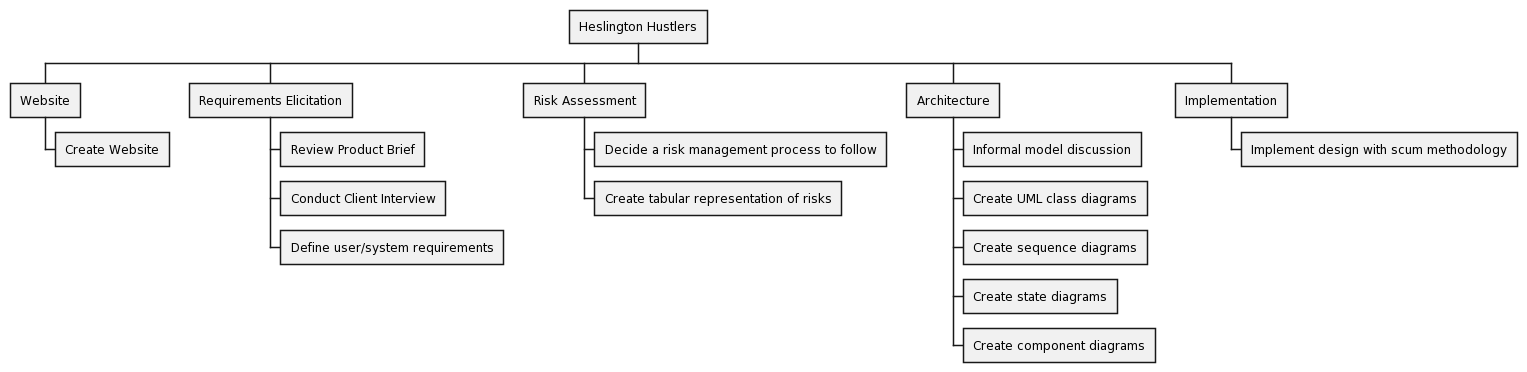 Heslington Hustlers
Website
Requirements Elicitation
Risk Assessment
Architecture
Implementation
Create Website
Review Product Brief
Decide a risk management process to follow
Informal model discussion
Implement design with scum methodology
Conduct Client Interview
Create tabular representation of risks
Create UML class diagrams
Define user/system requirements
Create sequence diagrams
Create state diagrams
Create component diagrams